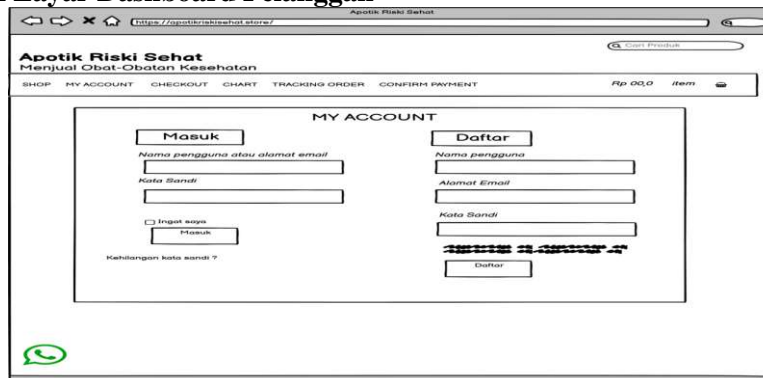 Layar Dashboard Pelanggan
Apotik Riski Sehat
https://apotikriskisehat.store/
Cari Produk
Apotik Riski Sehat
Menjual Obat-Obatan Kesehatan
SHOP MY ACCOUNT CHECKOUT CHART TRACKING ORDER CONFIRM PAYMENT Rp 00,0 item
MY ACCOUNT
Masuk
Nama pengguna atau alamat email
Kata Sandi
Ingat saya
Masuk
Kehilangan kata sandi ?
Daftar
Nama pengguna
Alamat Email
Kata Sandi
Daftar